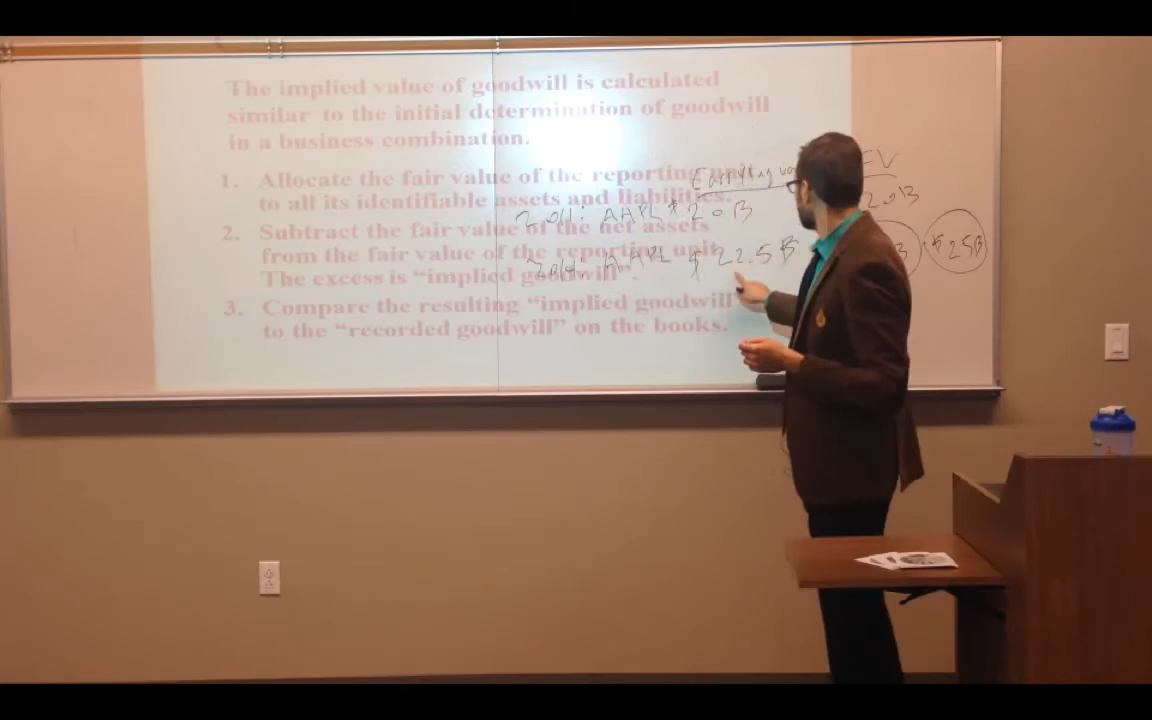 The implied value of goodwill is calculated
similar to the initial determination of goodwill
in a business combination.
1. Allocate the fair value of the reporting unit
to all its identifiable assets and liabilities.
2. Subtract the fair value of the net assets
from the fair value of the reporting unit.
The excess is “implied goodwill”.
3. Compare the resulting “implied goodwill”
to the “recorded goodwill” on the books.
Carrying FV
2011: AAPL $20B 20B
2014: AAPL $22.5B B $25B